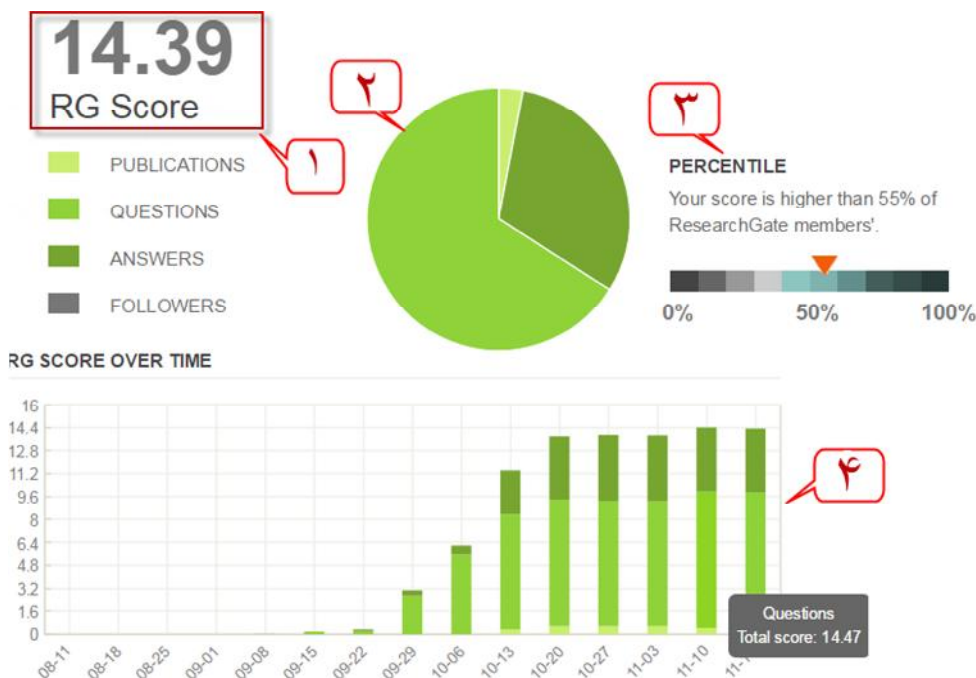 14.39
RG Score
۱
PUBLICATIONS
QUESTIONS
ANSWERS
FOLLOWERS
۲
۳
PERCENTILE
Your score is higher than 55% of
ResearchGate members'.
0% 50% 100%
RG SCORE OVER TIME
16
14.4
12.8
11.2
9.6
8
6.4
4.8
3.2
1.6
0
08-11 08-18 08-25 09-01 09-08 09-15 09-22 09-29 10-06 10-13 10-20 10-27 11-03 11-10
۴
Questions
Total score: 14.47